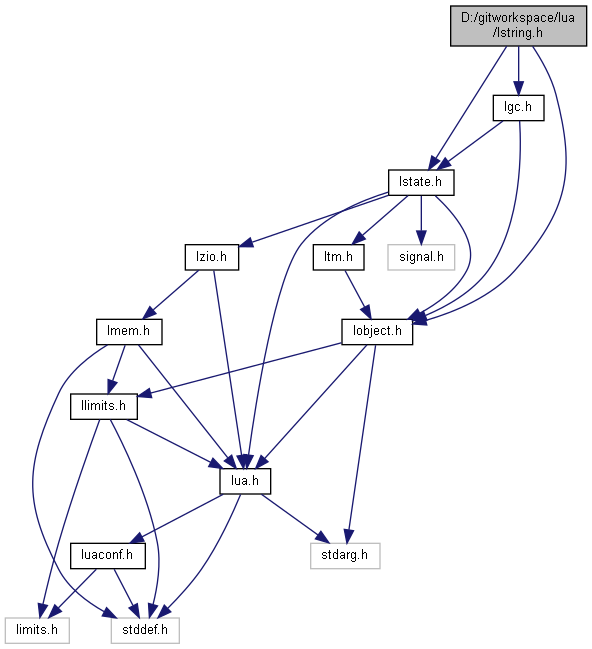 D:/gitworkspace/lua
/lstring.h
lgc.h
lstate.h
lzio.h
ltm.h
signal.h
lmem.h
lobject.h
llimits.h
lua.h
luaconf.h
stdarg.h
limits.h
stddef.h